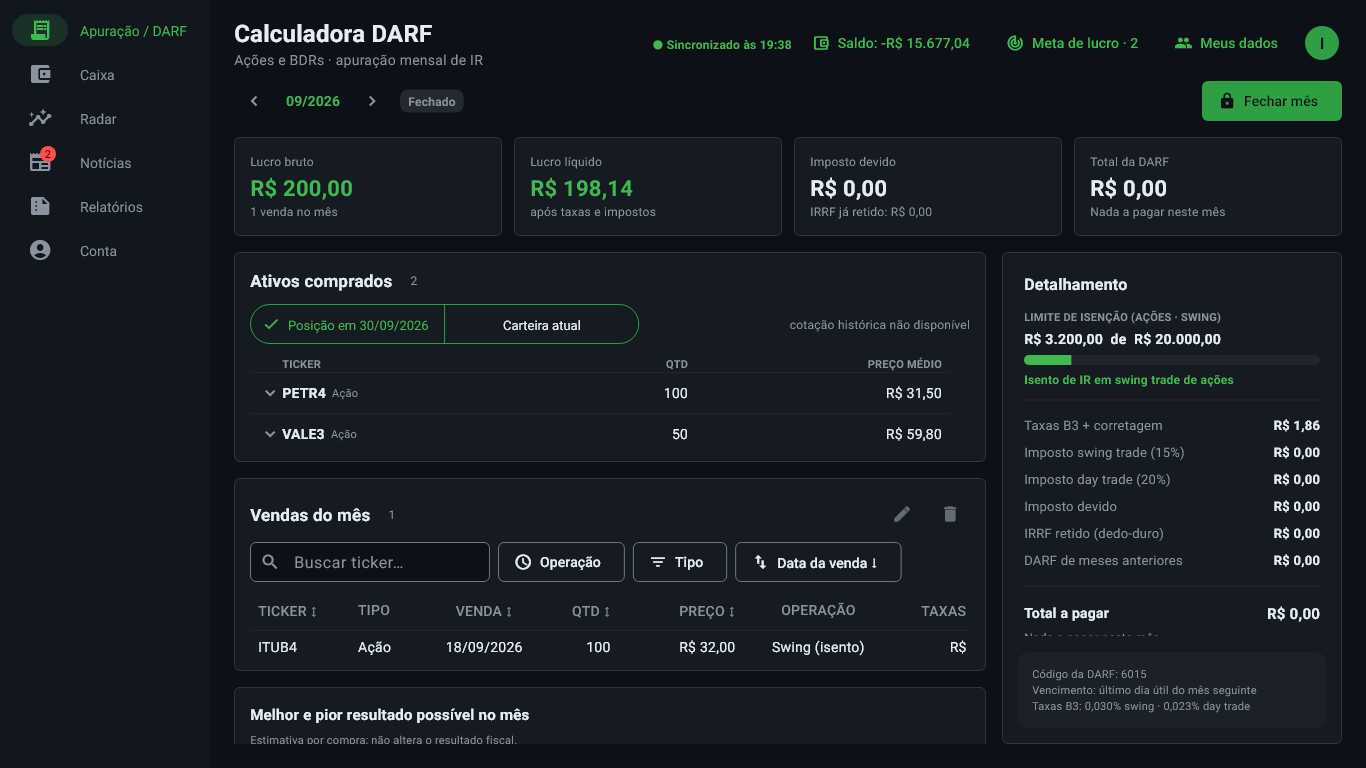 Apuração / DARF
Caixa
Radar
2
Notícias
Relatórios
Conta
Calculadora DARF
Ações e BDRs · apuração mensal de IR
Sincronizado às 19:38
Saldo: -R$ 15.677,04
Meta de lucro · 2
Meus dados
I
09/2026
Fechado
Fechar mês
Lucro bruto
R$ 200,00
1 venda no mês
Lucro líquido
R$ 198,14
após taxas e impostos
Imposto devido
R$ 0,00
IRRF já retido: R$ 0,00
Total da DARF
R$ 0,00
Nada a pagar neste mês
Ativos comprados 2
Posição em 30/09/2026
Carteira atual
cotação histórica não disponível
TICKER QTD PREÇO MÉDIO
PETR4 Ação 100 R$ 31,50
VALE3 Ação 50 R$ 59,80
Vendas do mês 1
Buscar ticker...
Operação
Tipo
Data da venda ↓
TICKER ↕ TIPO VENDA ↕ QTD ↕ PREÇO ↕ OPERAÇÃO TAXAS
ITUB4 Ação 18/09/2026 100 R$ 32,00 Swing (isento) R$
Melhor e pior resultado possível no mês
Estimativa por compra; não altera o resultado fiscal.
Detalhamento
LIMITE DE ISENÇÃO (AÇÕES · SWING)
R$ 3.200,00 de R$ 20.000,00
Isento de IR em swing trade de ações
Taxas B3 + corretagem R$ 1,86
Imposto swing trade (15%) R$ 0,00
Imposto day trade (20%) R$ 0,00
Imposto devido R$ 0,00
IRRF retido (dedo-duro) R$ 0,00
DARF de meses anteriores R$ 0,00
Total a pagar R$ 0,00
Código da DARF: 6015
Vencimento: último dia útil do mês seguinte
Taxas B3: 0,030% swing · 0,023% day trade